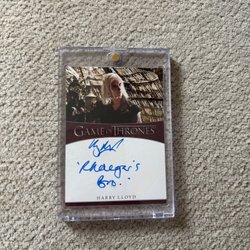 GAME OF THRONES
'Rhaegar's
Bro.'
HARRY LLOYD